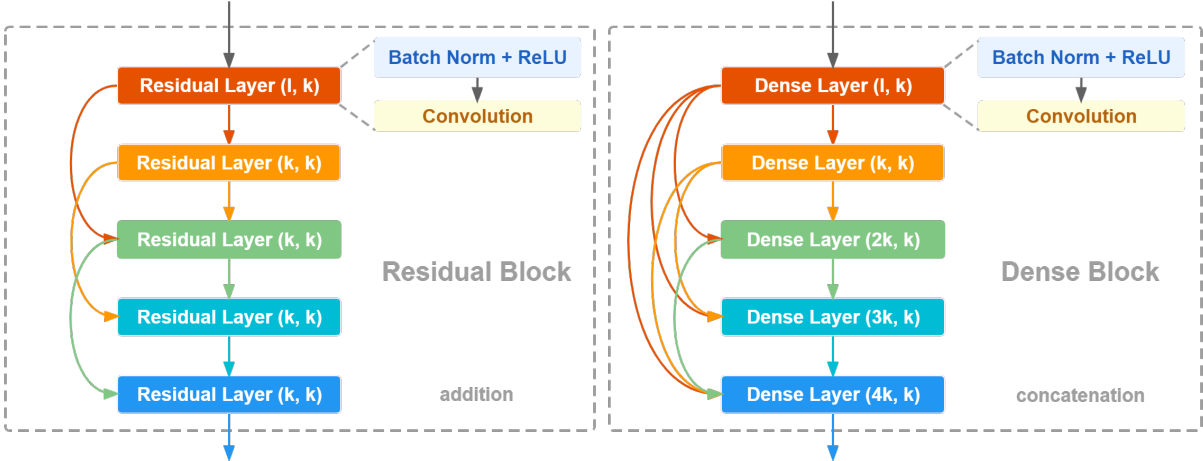 Batch Norm + ReLU
Residual Layer (l, k)
Convolution
Residual Layer (k, k)
Residual Layer (k, k)
Residual Block
Residual Layer (k, k)
Residual Layer (k, k)
addition
Batch Norm + ReLU
Dense Layer (l, k)
Convolution
Dense Layer (k, k)
Dense Layer (2k, k)
Dense Block
Dense Layer (3k, k)
Dense Layer (4k, k)
concatenation